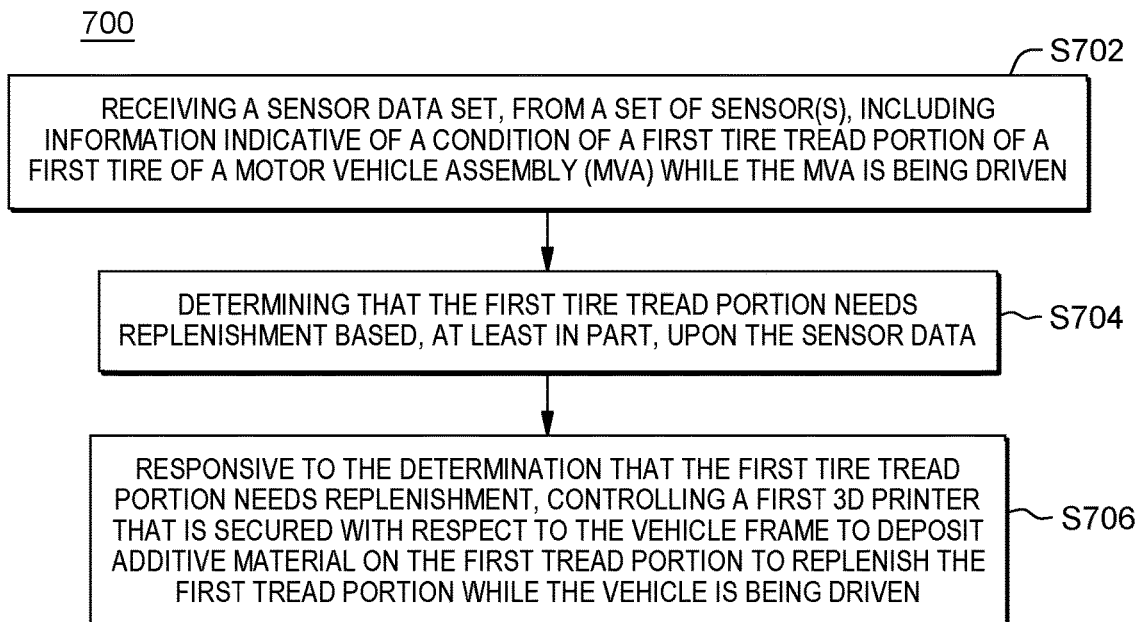 700
S702
RECEIVING A SENSOR DATA SET, FROM A SET OF SENSOR(S), INCLUDING
INFORMATION INDICATIVE OF A CONDITION OF A FIRST TIRE TREAD PORTION OF A
FIRST TIRE OF A MOTOR VEHICLE ASSEMBLY (MVA) WHILE THE MVA IS BEING DRIVEN
DETERMINING THAT THE FIRST TIRE TREAD PORTION NEEDS
REPLENISHMENT BASED, AT LEAST IN PART, UPON THE SENSOR DATA
S704
RESPONSIVE TO THE DETERMINATION THAT THE FIRST TIRE TREAD
PORTION NEEDS REPLENISHMENT, CONTROLLING A FIRST 3D PRINTER
THAT IS SECURED WITH RESPECT TO THE VEHICLE FRAME TO DEPOSIT
ADDITIVE MATERIAL ON THE FIRST TREAD PORTION TO REPLENISH THE
FIRST TREAD PORTION WHILE THE VEHICLE IS BEING DRIVEN
S706